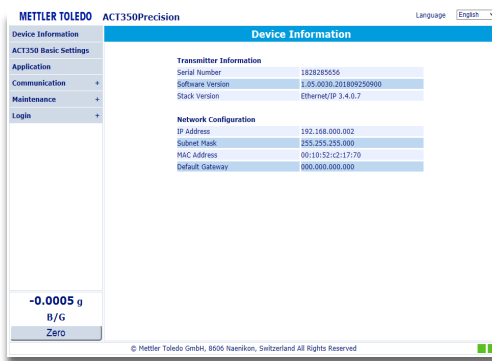 METTLER TOLEDO ACT350Precision
Language English
Device Information
Device Information
ACT350 Basic Settings
Application
Communication +
Maintenance +
Login +
Transmitter Information
Serial Number 1828285656
Software Version 1.05.0030.201809250900
Stack Version Ethernet/IP 3.4.0.7
Network Configuration
IP Address 192.168.000.002
Subnet Mask 255.255.255.000
MAC Address 00:10:52:c2:17:70
Default Gateway 000.000.000.000
-0.0005 g
B/G
Zero
© Mettler Toledo GmbH, 8606 Naenikon, Switzerland All Rights Reserved